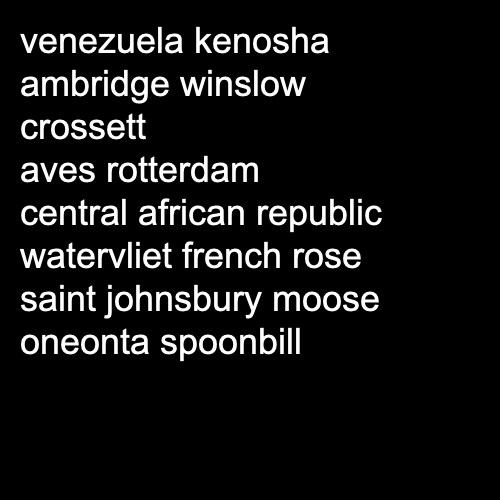 venezuela kenosha
ambridge winslow
crossett
aves rotterdam
central african republic
watervliet french rose
saint johnsbury moose
oneonta spoonbill